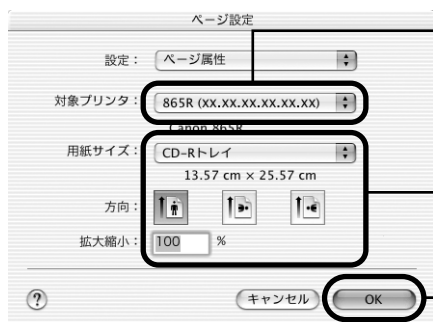 ページ設定
設定： ページ属性
対象プリンタ： 865R (xx.xx.xx.xx.xx.xx)
Canon 865R
用紙サイズ： CD-Rトレイ
13.57 cm × 25.57 cm
方向：
拡大縮小： 100 %
? キャンセル OK